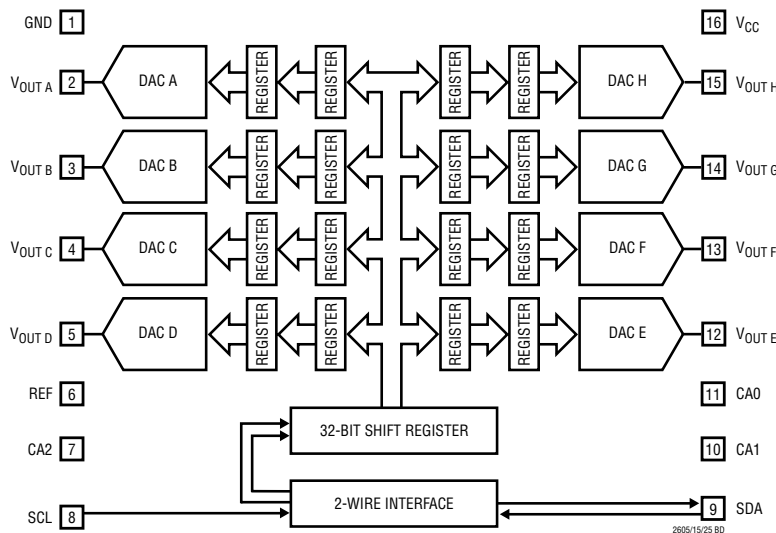 GND 1
16 VCC
VOUT A 2 DAC A REGISTER REGISTER REGISTER REGISTER DAC H 15 VOUT H
VOUT B 3 DAC B REGISTER REGISTER REGISTER REGISTER DAC G 14 VOUT G
VOUT C 4 DAC C REGISTER REGISTER REGISTER REGISTER DAC F 13 VOUT F
VOUT D 5 DAC D REGISTER REGISTER REGISTER REGISTER DAC E 12 VOUT E
REF 6
11 CA0
32-BIT SHIFT REGISTER
CA2 7
10 CA1
2-WIRE INTERFACE
SCL 8
9 SDA
2605/15/25 BD